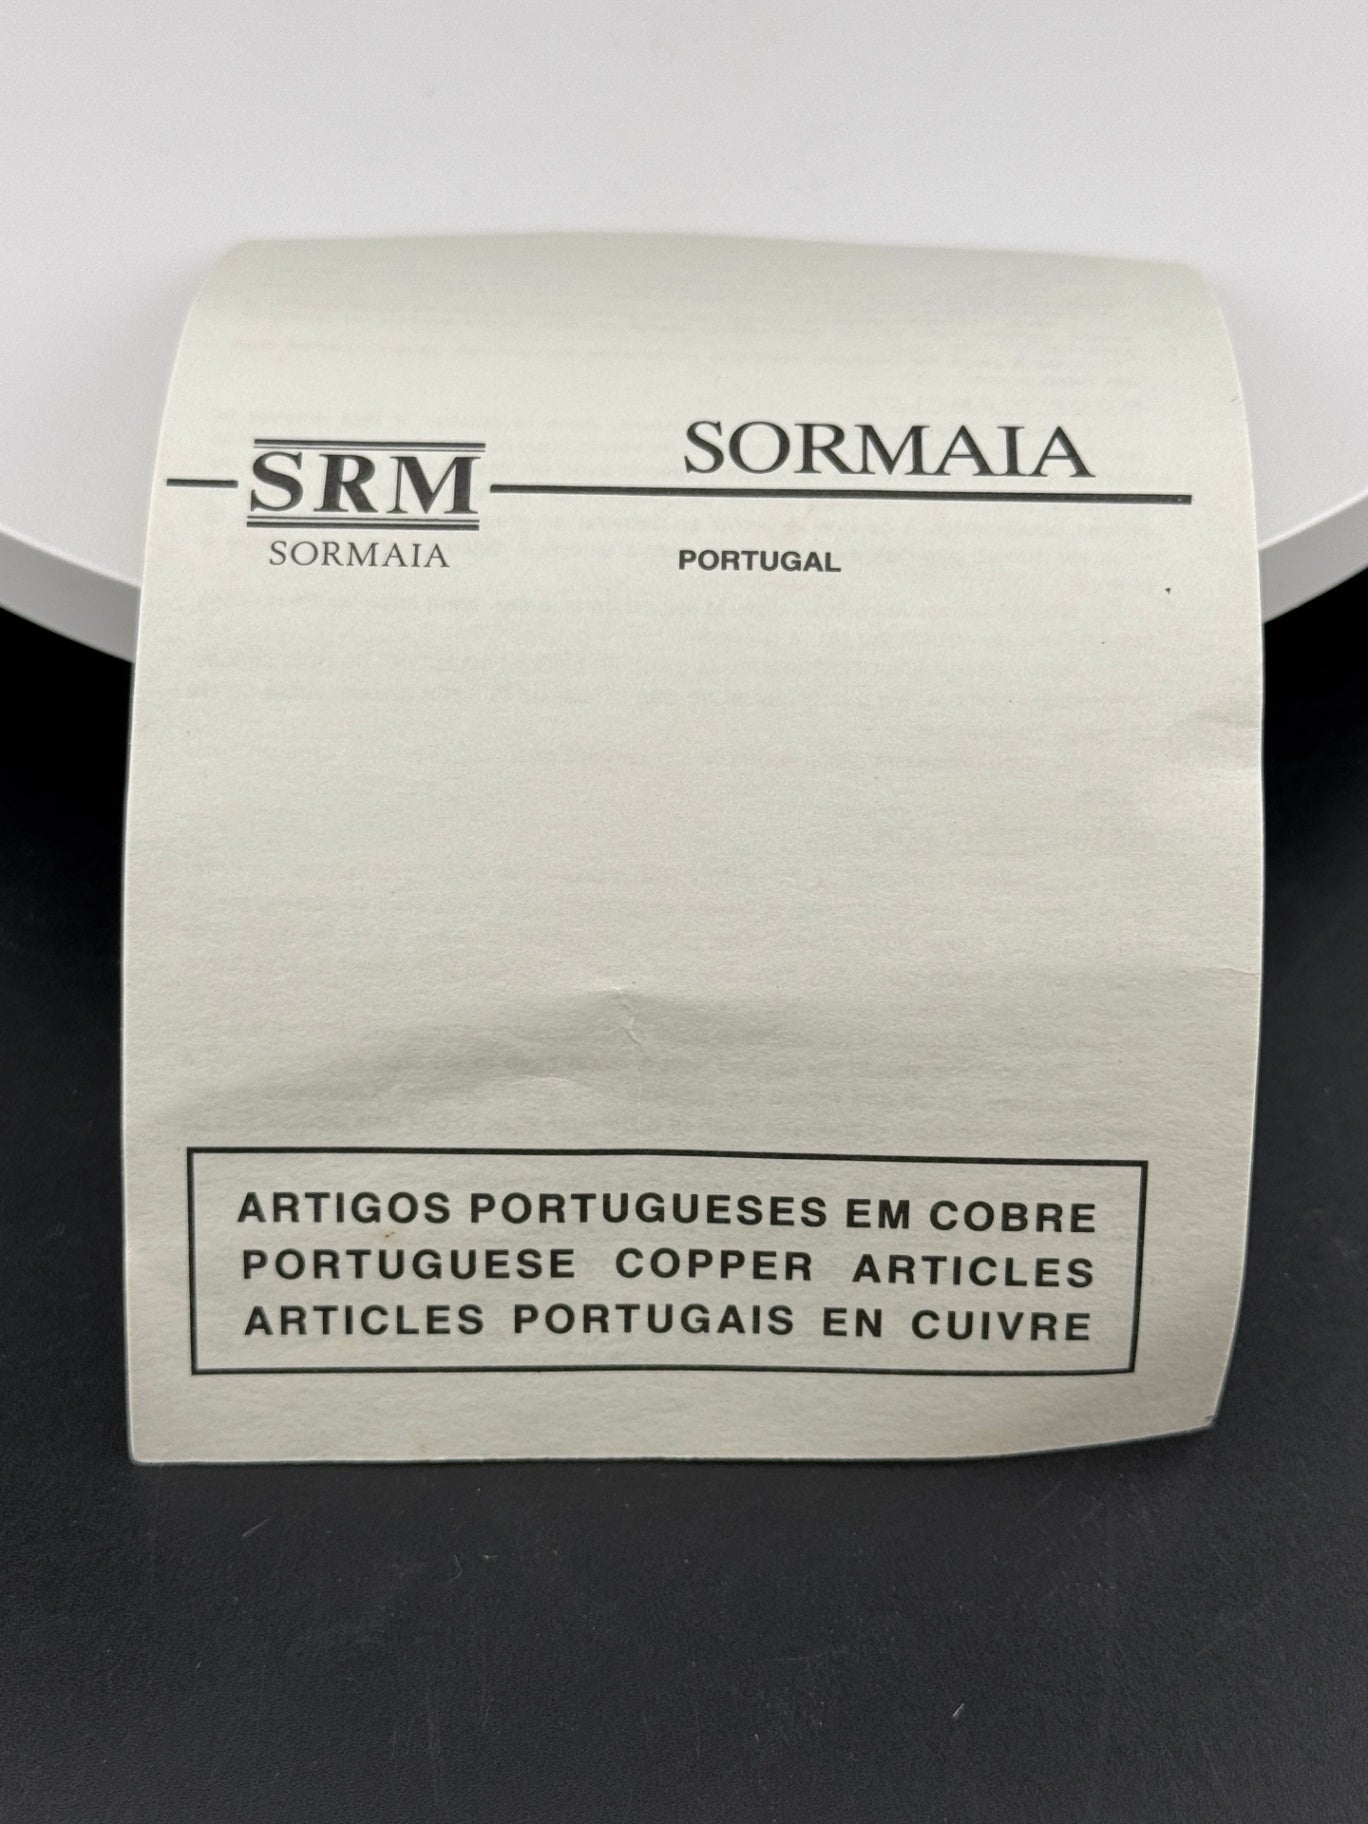 SRM
SORMAIA
SORMAIA
PORTUGAL
ARTIGOS PORTUGUESES EM COBRE
PORTUGUESE COPPER ARTICLES
ARTICLES PORTUGAIS EN CUIVRE